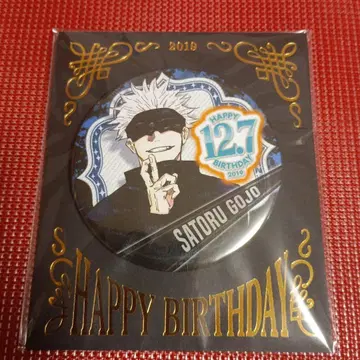 2019
HAPPY
12.7
BIRTHDAY
2019
SATORU GOJO
HAPPY BIRTHDAY